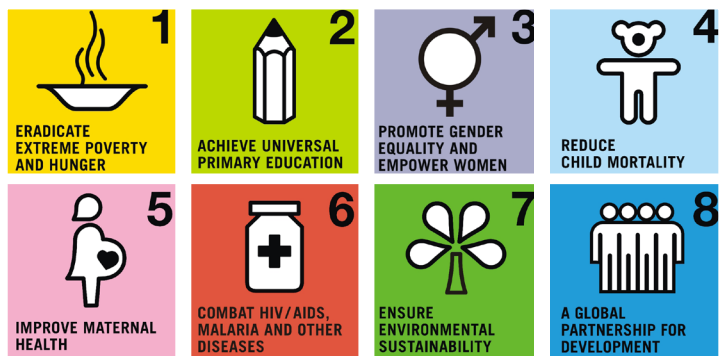 1
ERADICATE
EXTREME POVERTY
AND HUNGER
2
ACHIEVE UNIVERSAL
PRIMARY EDUCATION
3
PROMOTE GENDER
EQUALITY AND
EMPOWER WOMEN
4
REDUCE
CHILD MORTALITY
5
IMPROVE MATERNAL
HEALTH
6
COMBAT HIV/AIDS,
MALARIA AND OTHER
DISEASES
7
ENSURE
ENVIRONMENTAL
SUSTAINABILITY
8
A GLOBAL
PARTNERSHIP FOR
DEVELOPMENT